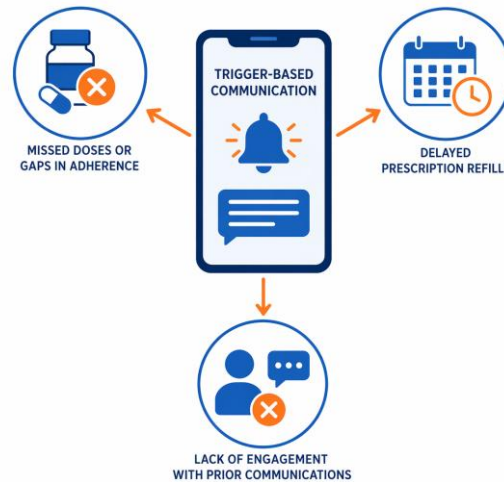 TRIGGER-BASED
COMMUNICATION
MISSED DOSES OR
GAPS IN ADHERENCE
DELAYED
PRESCRIPTION REFILL
LACK OF ENGAGEMENT
WITH PRIOR COMMUNICATIONS